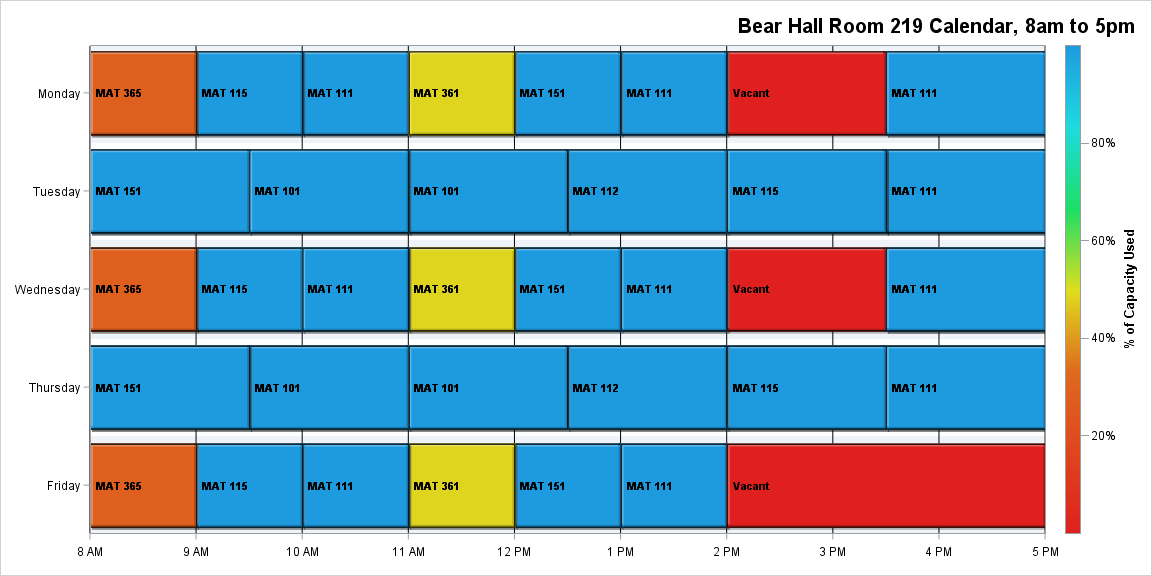 Bear Hall Room 219 Calendar, 8am to 5pm
Monday MAT 365 MAT 115 MAT 111 MAT 361 MAT 151 MAT 111 Vacant MAT 111
80%
Tuesday MAT 151 MAT 101 MAT 101 MAT 112 MAT 115 MAT 111
60%
Wednesday MAT 365 MAT 115 MAT 111 MAT 361 MAT 151 MAT 111 Vacant MAT 111
% of Capacity Used
40%
Thursday MAT 151 MAT 101 MAT 101 MAT 112 MAT 115 MAT 111
20%
Friday MAT 365 MAT 115 MAT 111 MAT 361 MAT 151 MAT 111 Vacant
8 AM 9 AM 10 AM 11 AM 12 PM 1 PM 2 PM 3 PM 4 PM 5 PM